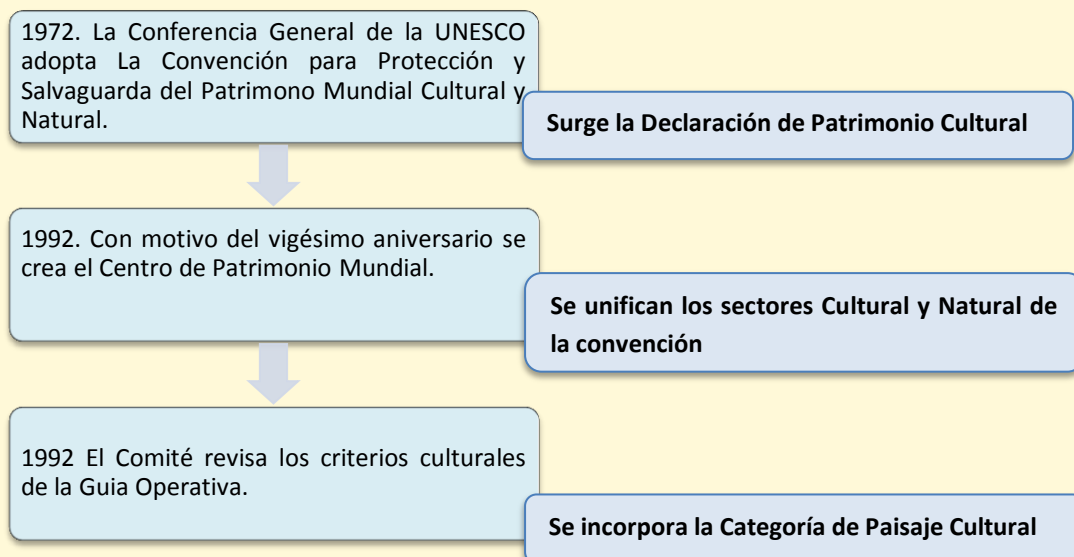 1972. La Conferencia General de la UNESCO
adopta La Convención para Protección y
Salvaguarda del Patrimono Mundial Cultural y
Natural.
Surge la Declaración de Patrimonio Cultural
1992. Con motivo del vigésimo aniversario se
crea el Centro de Patrimonio Mundial.
Se unifican los sectores Cultural y Natural de
la convención
1992 El Comité revisa los criterios culturales
de la Guia Operativa.
Se incorpora la Categoría de Paisaje Cultural